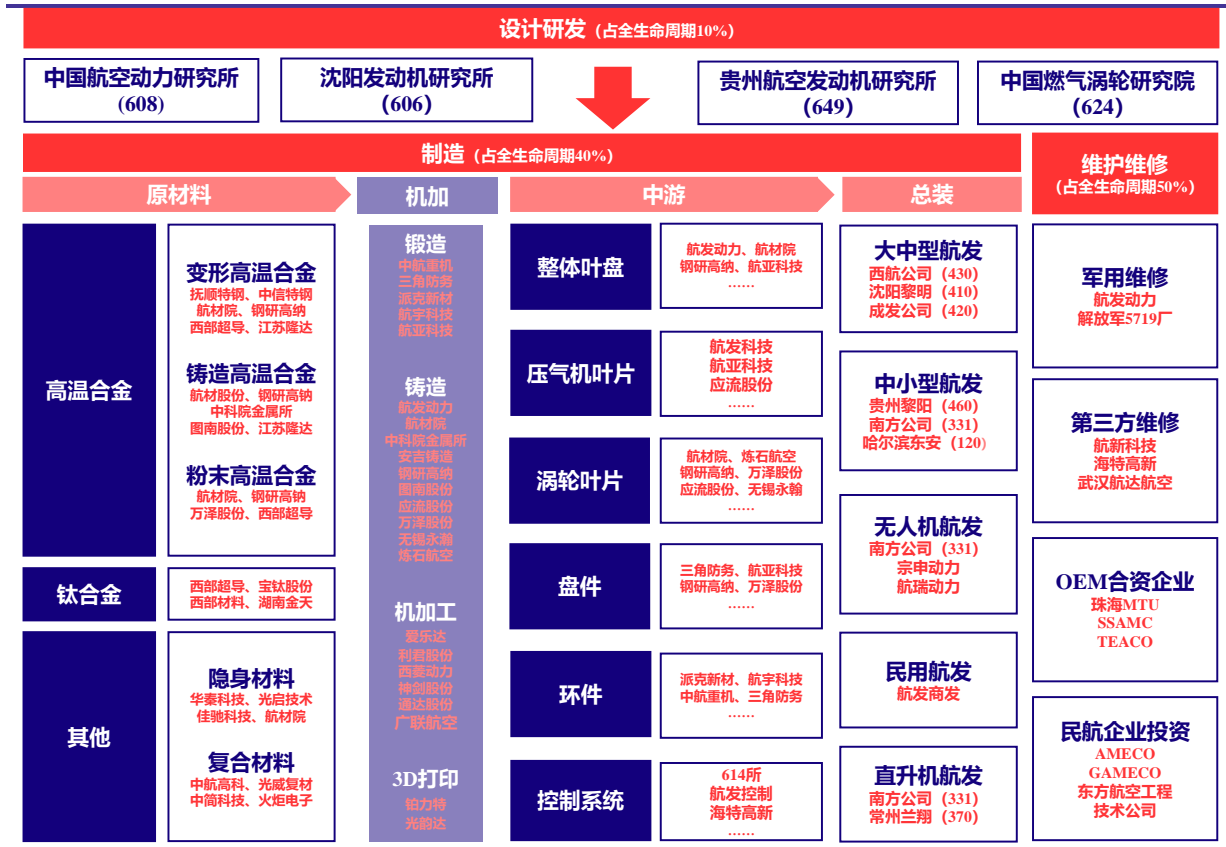 设计研发（占全生命周期10%）
中国航空动力研究所
(608)
沈阳发动机研究所
（606）
贵州航空发动机研究所
（649）
中国燃气涡轮研究院
（624）
制造（占全生命周期40%）
维护维修
（占全生命周期50%）
原材料
机加
中游
总装
高温合金
变形高温合金
抚顺特钢、中信特钢
航材院、钢研高纳
西部超导、江苏隆达
铸造高温合金
航材股份、钢研高钠
中科院金属所
图南股份、江苏隆达
粉末高温合金
航材院、钢研高钠
万泽股份、西部超导
钛合金
西部超导、宝钛股份
西部材料、湖南金天
其他
隐身材料
华秦科技、光启技术
佳驰科技、航材院
复合材料
中航高科、光威复材
中简科技、火炬电子
锻造
中航重机
三角防务
派克新材
航宇科技
航亚科技
铸造
航发动力
航材院
中科院金属所
安吉铸造
钢研高纳
图南股份
应流股份
万泽股份
无锡永瀚
炼石航空
机加工
爱乐达
利君股份
西菱动力
神剑股份
通达股份
广联航空
3D打印
铂力特
光韵达
整体叶盘
航发动力、航材院
钢研高纳、航亚科技
……
压气机叶片
航发科技
航亚科技
应流股份
……
涡轮叶片
航材院、炼石航空
钢研高纳、万泽股份
应流股份、无锡永瀚
……
盘件
三角防务、航亚科技
钢研高纳、万泽股份
……
环件
派克新材、航宇科技
中航重机、三角防务
……
控制系统
614所
航发控制
海特高新
……
大中型航发
西航公司（430）
沈阳黎明（410）
成发公司（420）
中小型航发
贵州黎阳（460）
南方公司（331）
哈尔滨东安（120）
无人机航发
南方公司（331）
宗申动力
航瑞动力
民用航发
航发商发
直升机航发
南方公司（331）
常州兰翔（370）
军用维修
航发动力
解放军5719厂
第三方维修
航新科技
海特高新
武汉航达航空
OEM合资企业
珠海MTU
SSAMC
TEACO
民航企业投资
AMECO
GAMECO
东方航空工程
技术公司